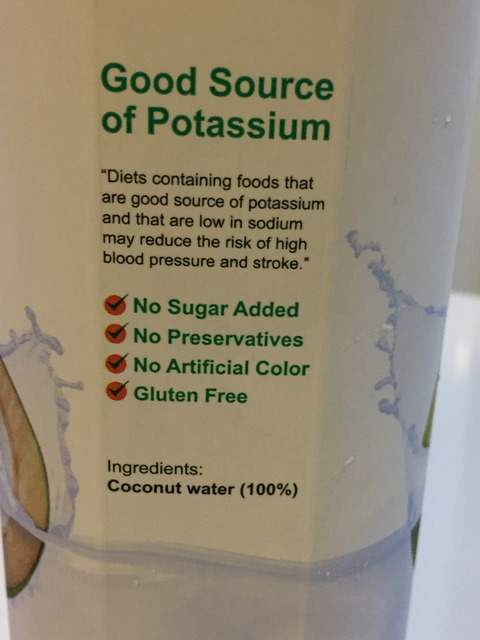 Good Source
of Potassium
"Diets containing foods that
are good source of potassium
and that are low in sodium
may reduce the risk of high
blood pressure and stroke."
No Sugar Added
No Preservatives
No Artificial Color
Gluten Free
Ingredients:
Coconut water (100%)